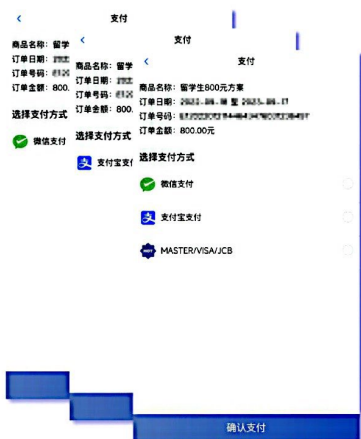 支付
商品名称：留学
订单日期：
订单号码：
订单金额：800.
选择支付方式
微信支付
支付
商品名称：留学
订单日期：
订单号码：
订单金额：800.
选择支付方式
支付宝支付
支付
商品名称：留学生800元方案
订单日期：
订单号码：
订单金额：800.00元
选择支付方式
微信支付
支付宝支付
MASTER/VISA/JCB
确认支付